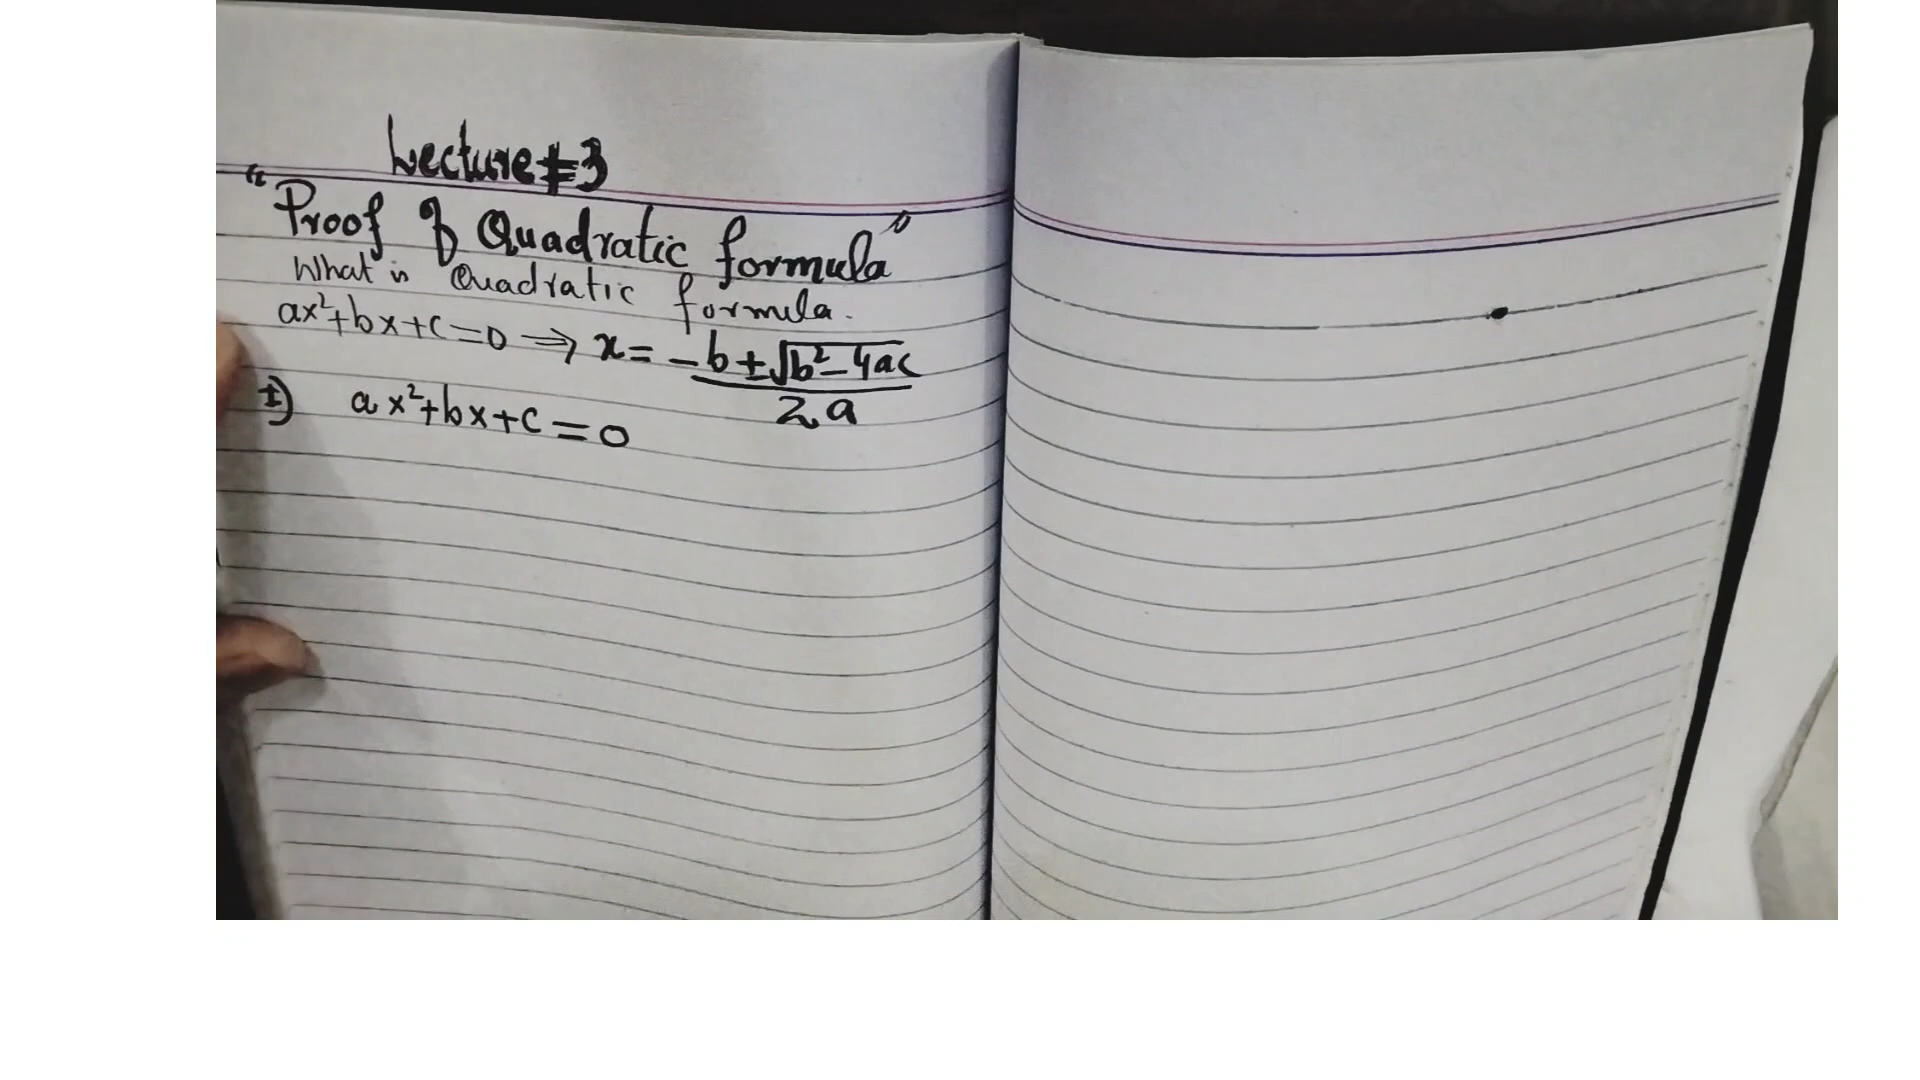 Lecture # 3
"Proof of Quadratic formula"
What is Quadratic formula.
ax²+bx+c=0 ⇒ x = -b±√b²-4ac / 2a
I) ax²+bx+c=0